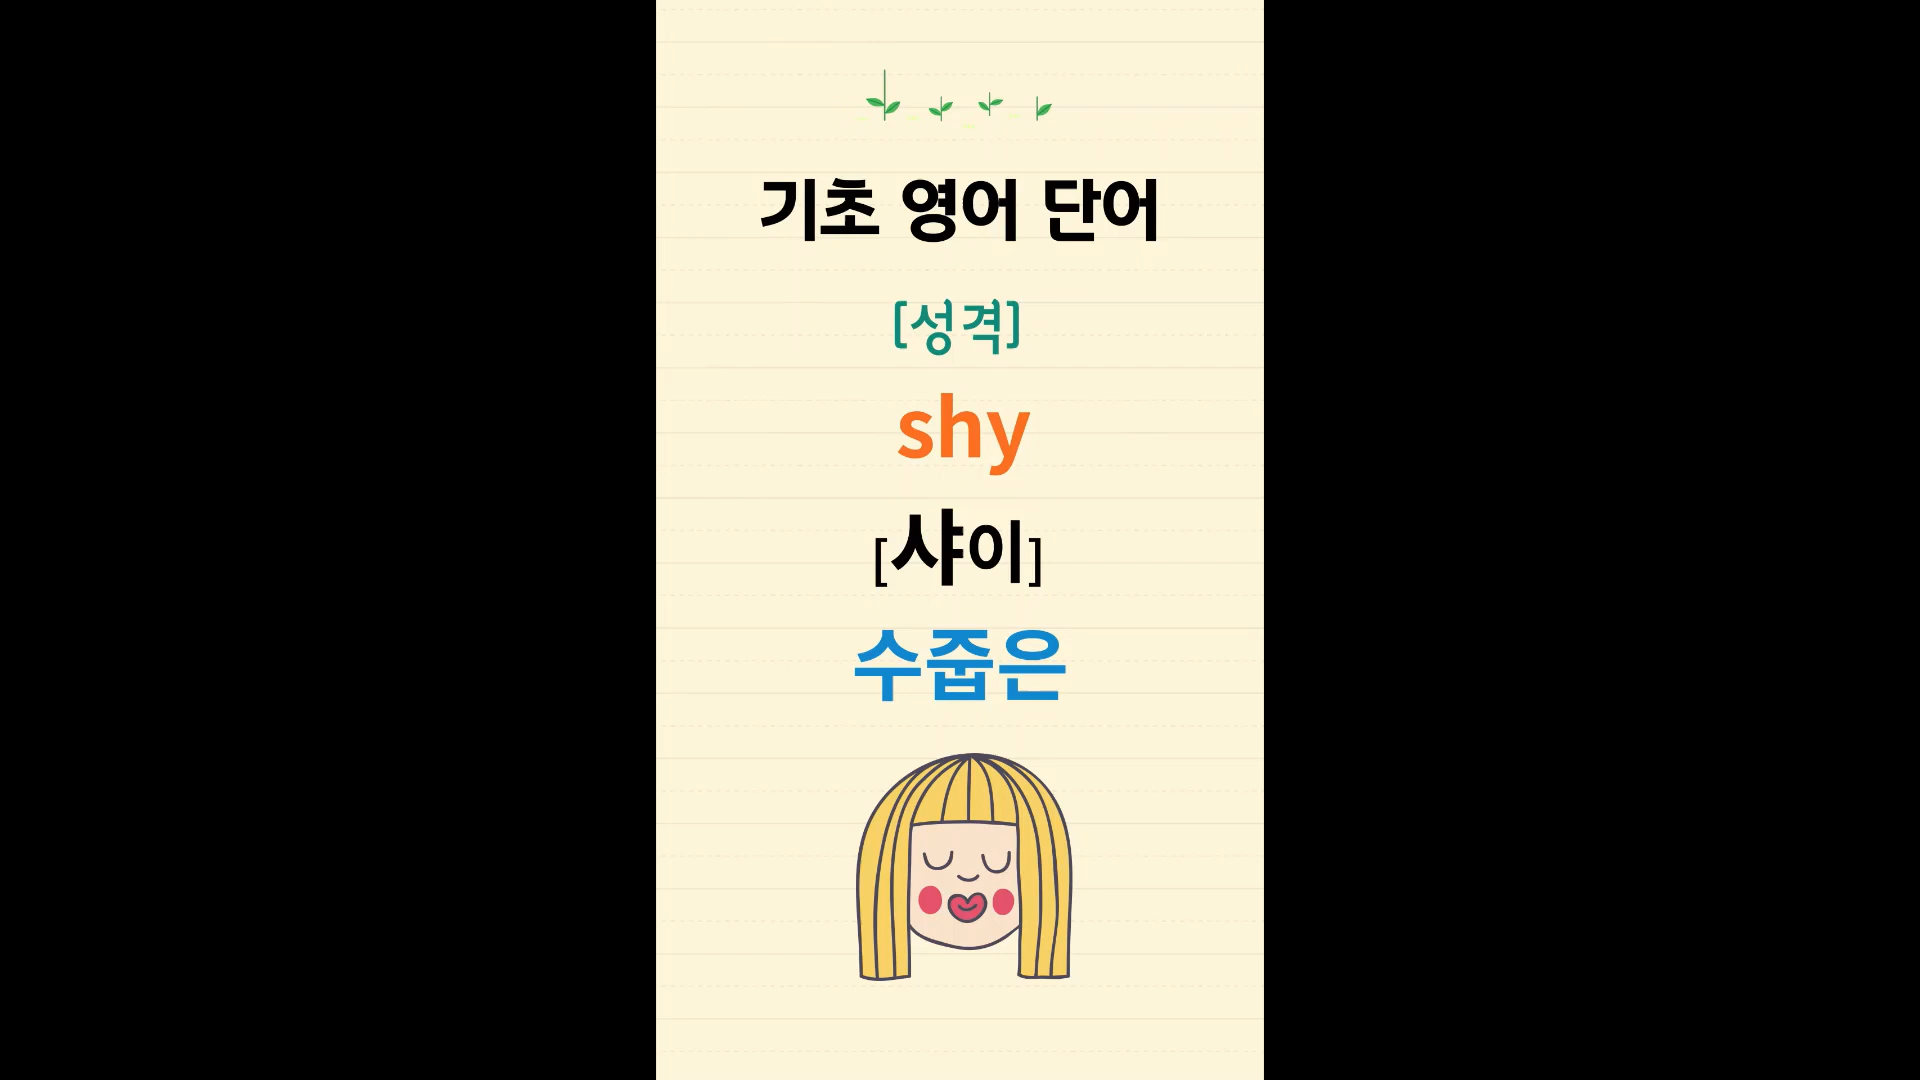 기초 영어 단어
[성격]
shy
[샤이]
수줍은